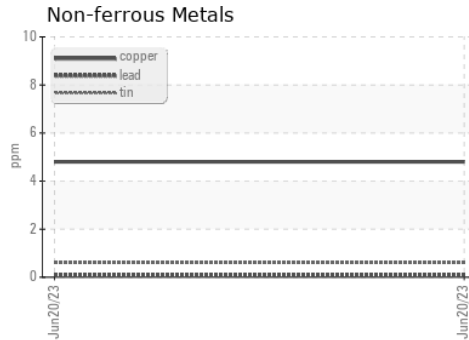 Non-ferrous Metals
10
copper
lead
tin
8
6
ppm
4
2
0
Jun20/23
Jun20/23